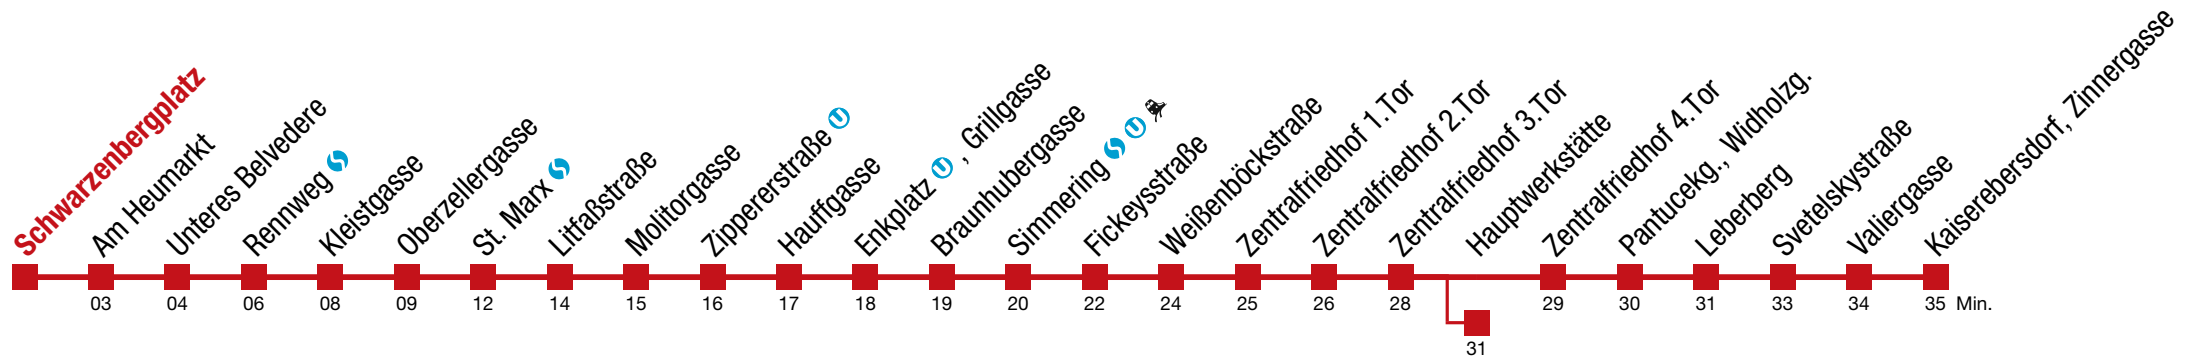 Schwarzenbergplatz
Am Heumarkt
Unteres Belvedere
Rennweg S
Kleistgasse
Oberzellergasse
St. Marx S
Litfaßstraße
Molitorgasse
Zippererstraße U
Hauffgasse
Enkplatz U , Grillgasse
Braunhubergasse
Simmering S U
Fickeysstraße
Weißenböckstraße
Zentralfriedhof 1.Tor
Zentralfriedhof 2.Tor
Zentralfriedhof 3.Tor
Hauptwerkstätte
Zentralfriedhof 4.Tor
Pantucekg., Widholzg.
Leberberg
Svetelskystraße
Valiergasse
Kaiserebersdorf, Zinnergasse
03 04 06 08 09 12 14 15 16 17 18 19 20 22 24 25 26 28 29 30 31 33 34 35 Min.
31